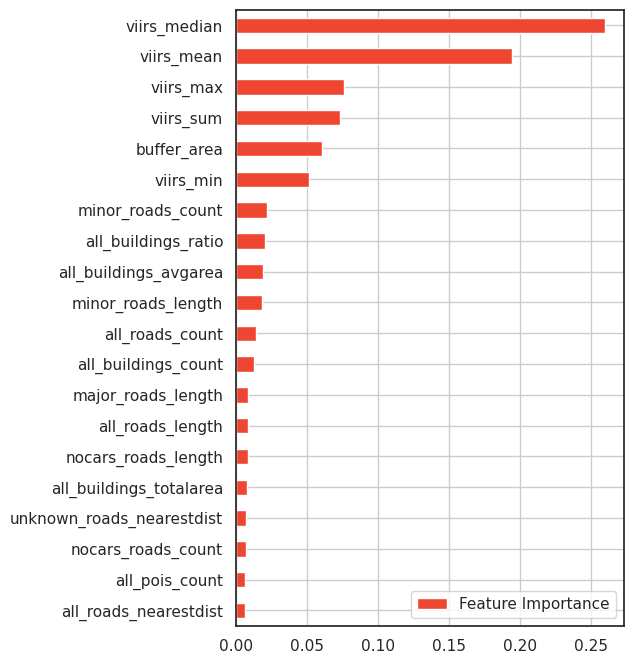 viirs_median
viirs_mean
viirs_max
viirs_sum
buffer_area
viirs_min
minor_roads_count
all_buildings_ratio
all_buildings_avgarea
minor_roads_length
all_roads_count
all_buildings_count
major_roads_length
all_roads_length
nocars_roads_length
all_buildings_totalarea
unknown_roads_nearestdist
nocars_roads_count
all_pois_count
all_roads_nearestdist
Feature Importance
0.00 0.05 0.10 0.15 0.20 0.25